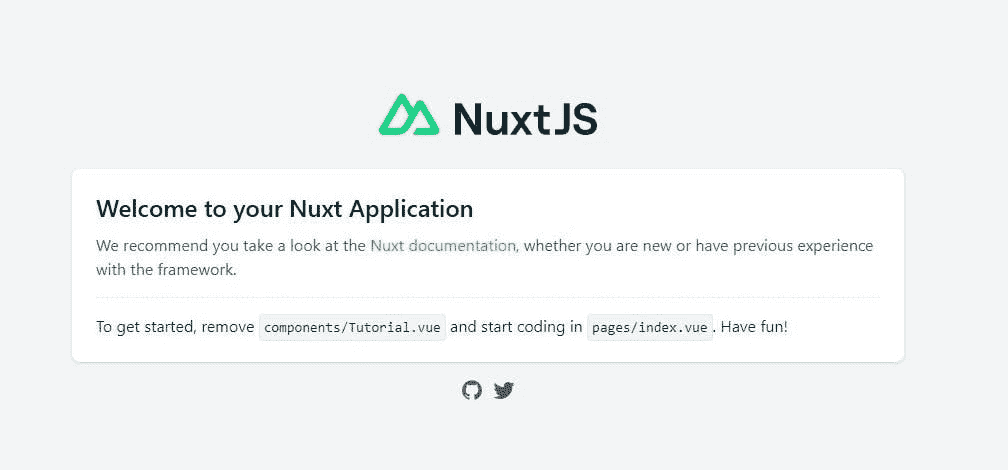 NuxtJS
Welcome to your Nuxt Application
We recommend you take a look at the Nuxt documentation, whether you are new or have previous experience
with the framework.
To get started, remove components/Tutorial.vue and start coding in pages/index.vue. Have fun!